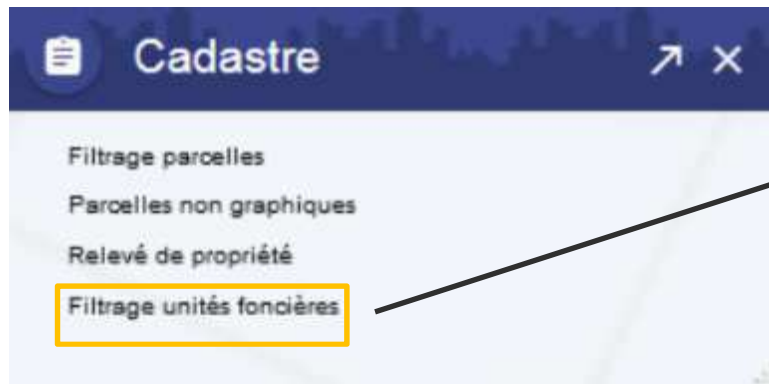 Cadastre
Filtrage parcelles
Parcelles non graphiques
Relevé de propriété
Filtrage unités foncières